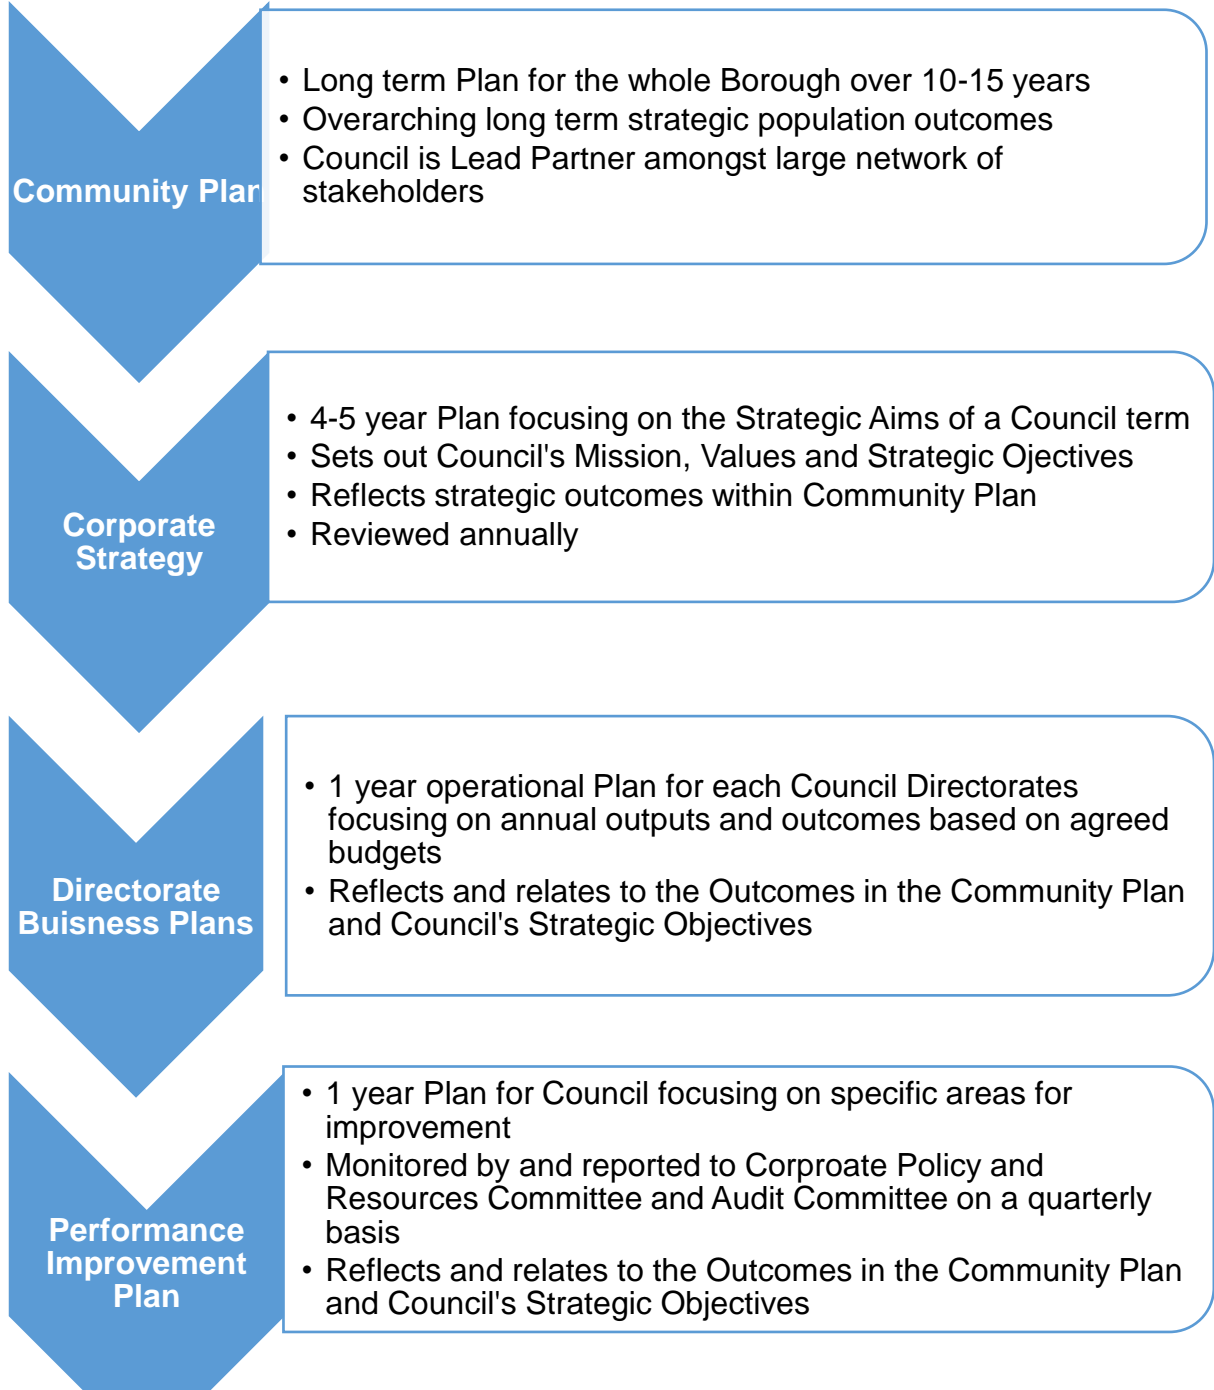 Community Plan
• Long term Plan for the whole Borough over 10-15 years
• Overarching long term strategic population outcomes
• Council is Lead Partner amongst large network of
stakeholders
Corporate
Strategy
• 4-5 year Plan focusing on the Strategic Aims of a Council term
• Sets out Council's Mission, Values and Strategic Ojectives
• Reflects strategic outcomes within Community Plan
• Reviewed annually
Directorate
Buisness Plans
• 1 year operational Plan for each Council Directorates
focusing on annual outputs and outcomes based on agreed
budgets
• Reflects and relates to the Outcomes in the Community Plan
and Council's Strategic Objectives
Performance
Improvement
Plan
• 1 year Plan for Council focusing on specific areas for
improvement
• Monitored by and reported to Corproate Policy and
Resources Committee and Audit Committee on a quarterly
basis
• Reflects and relates to the Outcomes in the Community Plan
and Council's Strategic Objectives